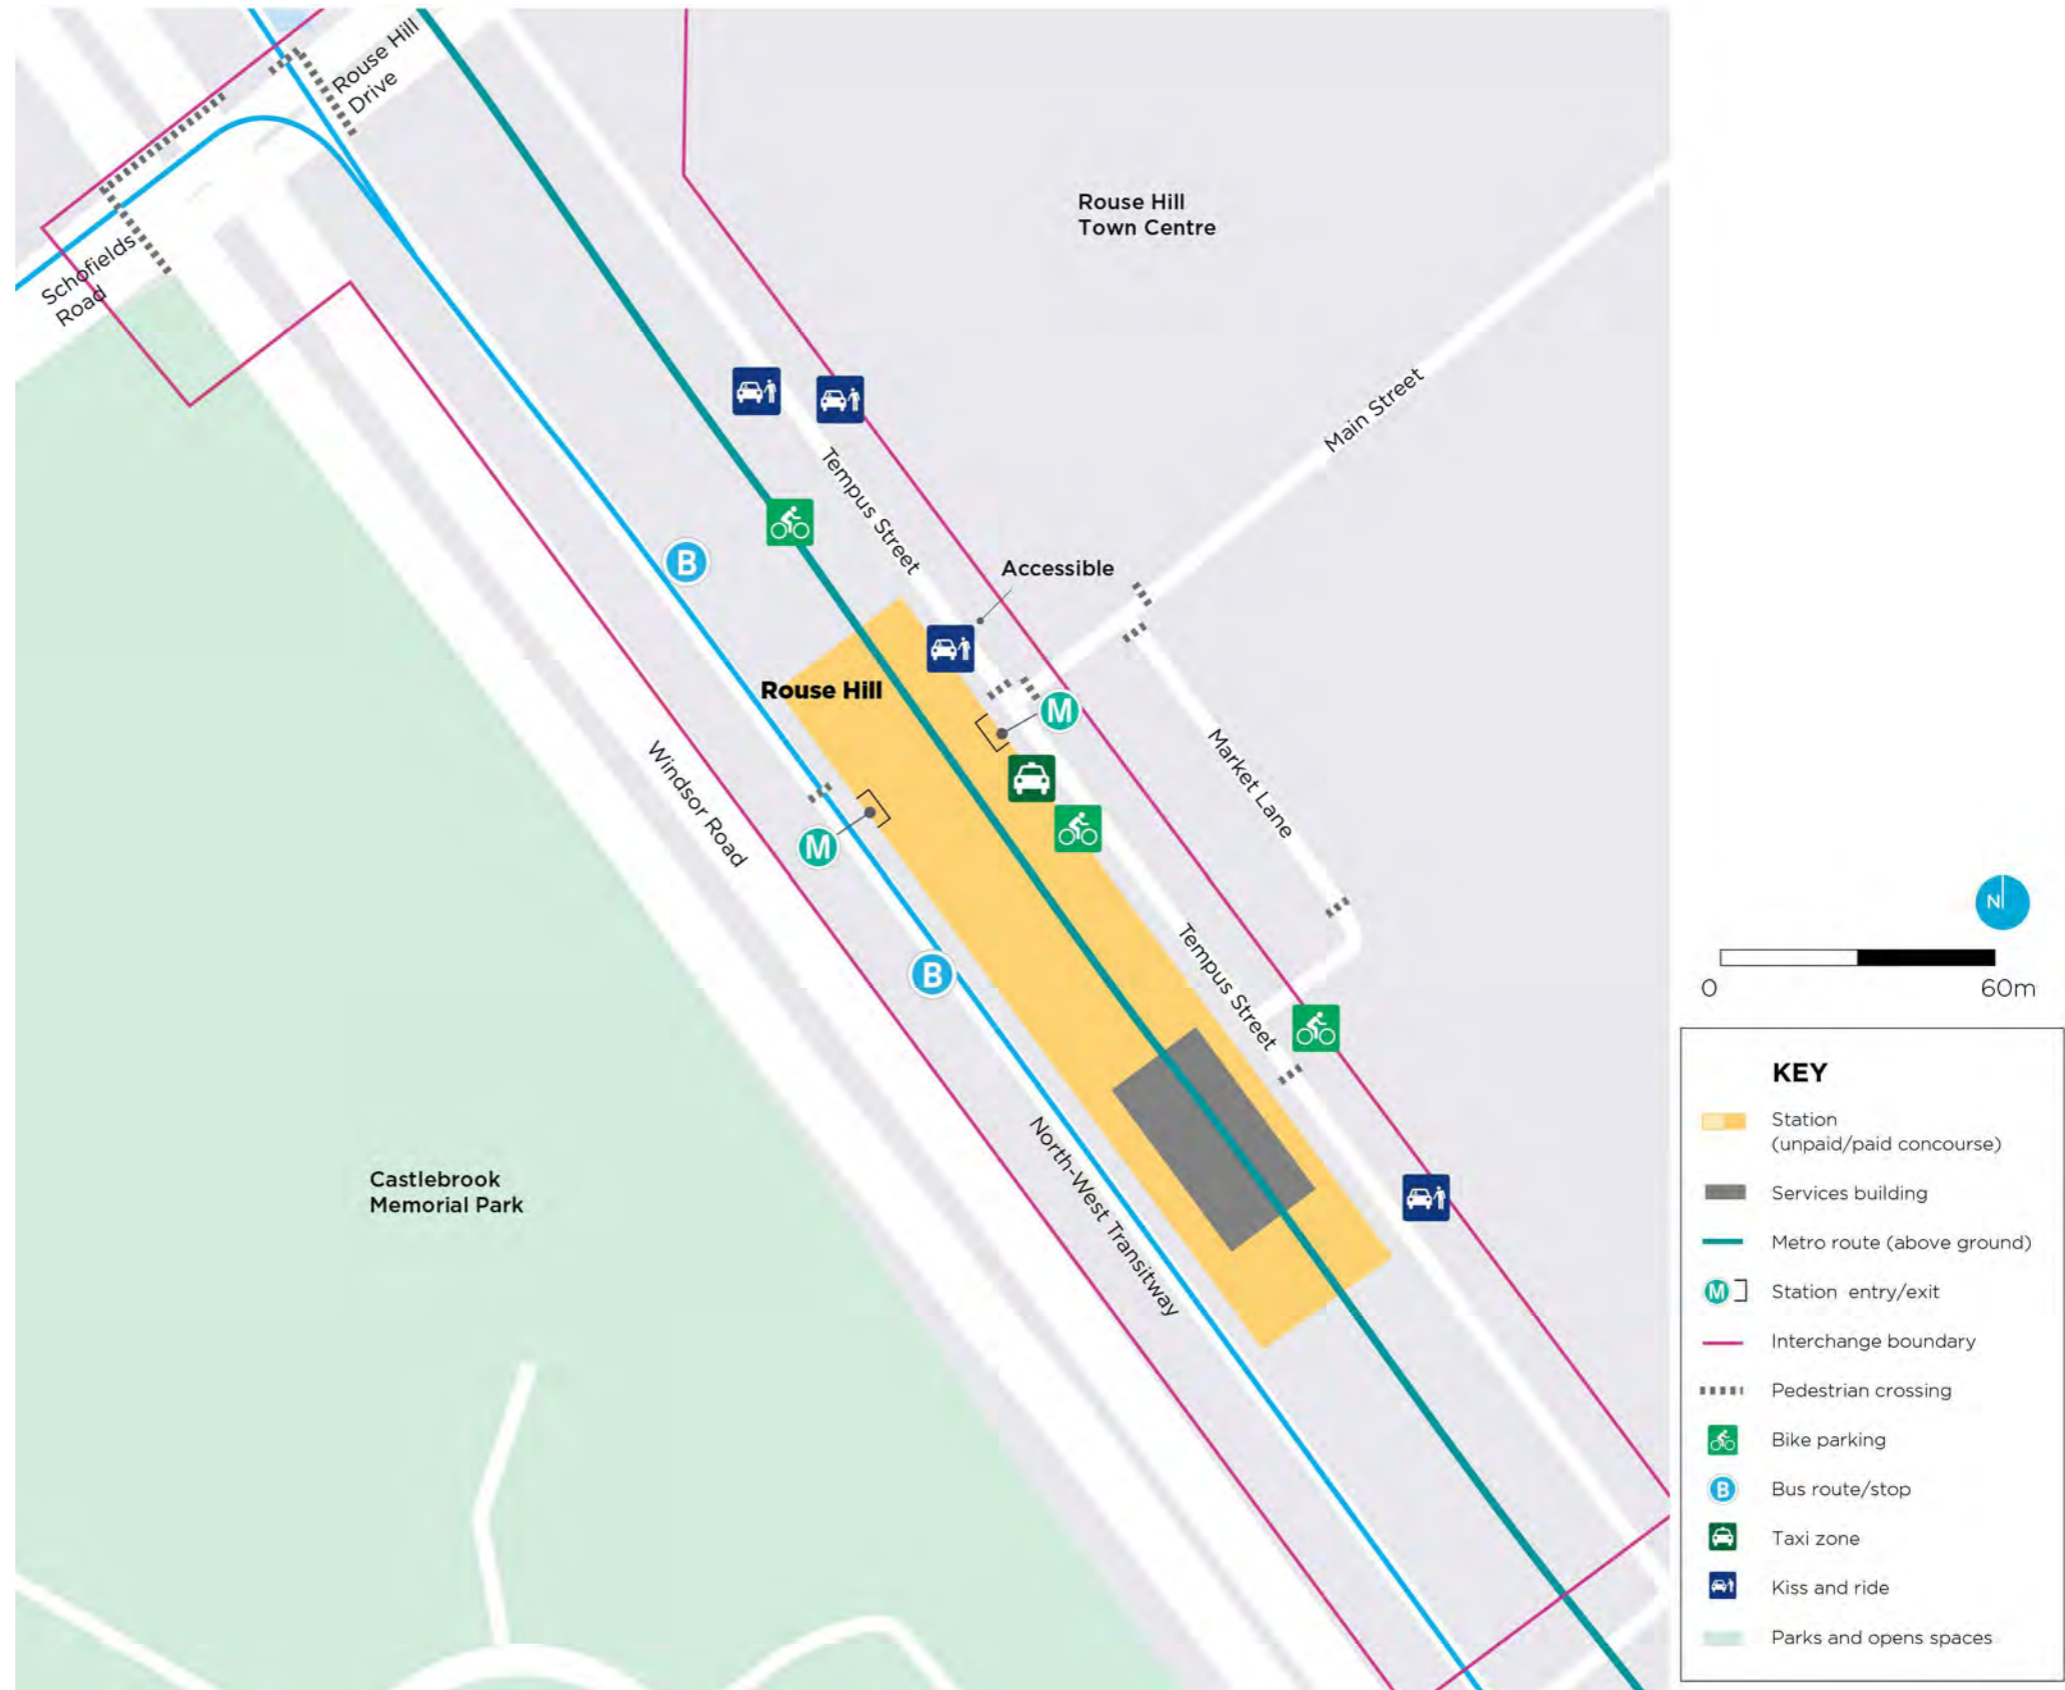 Rouse Hill
Drive
Schofields
Road
Rouse Hill
Town Centre
Main Street
Tempus Street
B
Accessible
Rouse Hill
M
Market Lane
Windsor Road
M
B
Tempus Street
North-West Transitway
Castlebrook
Memorial Park
N
0
60m
KEY
Station
(unpaid/paid concourse)
Services building
Metro route (above ground)
M
Station entry/exit
Interchange boundary
Pedestrian crossing
Bike parking
B
Bus route/stop
Taxi zone
Kiss and ride
Parks and opens spaces